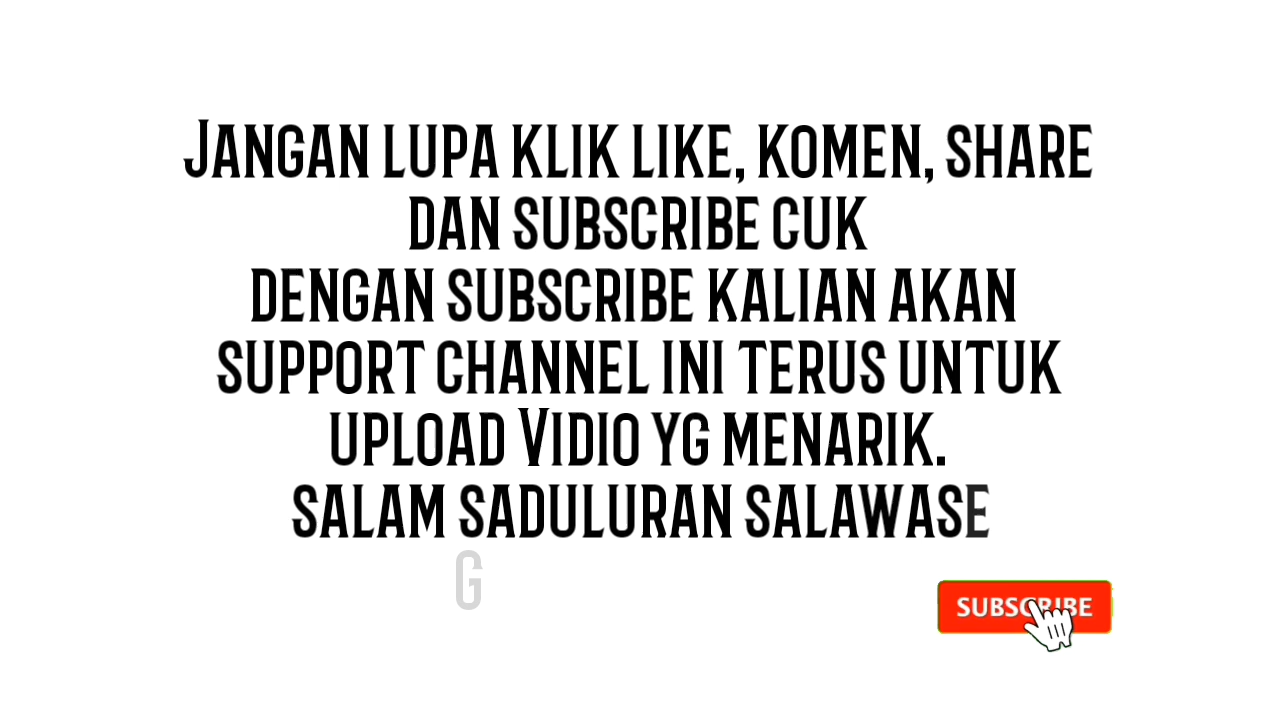 Jangan lupa klik like, komen, share
dan subscribe cuk
dengan subscribe kalian akan
support channel ini terus untuk
upload Vidio yg menarik.
salam saduluran salawase
G
SUBSCRIBE